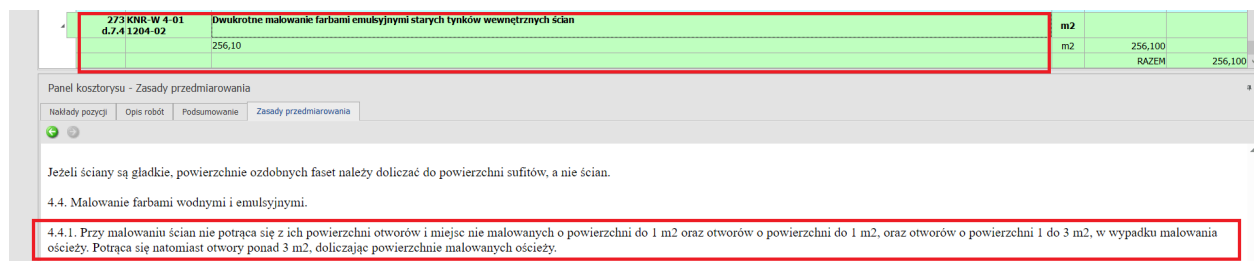 273 KNR-W 4-01 Dwukrotne malowanie farbami emulsyjnymi starych tynków wewnętrznych ścian m2
d.7.4 1204-02
256,10 m2 256,100
RAZEM 256,100
Panel kosztorysu - Zasady przedmiarowania
Nakłady pozycji Opis robót Podsumowanie Zasady przedmiarowania
Jeżeli ściany są gładkie, powierzchnie ozdobnych faset należy doliczać do powierzchni sufitów, a nie ścian.
4.4. Malowanie farbami wodnymi i emulsyjnymi.
4.4.1. Przy malowaniu ścian nie potrąca się z ich powierzchni otworów i miejsc nie malowanych o powierzchni do 1 m2 oraz otworów o powierzchni do 1 m2, oraz otworów o powierzchni 1 do 3 m2, w wypadku malowania
ościeży. Potrąca się natomiast otwory ponad 3 m2, doliczając powierzchnie malowanych ościeży.